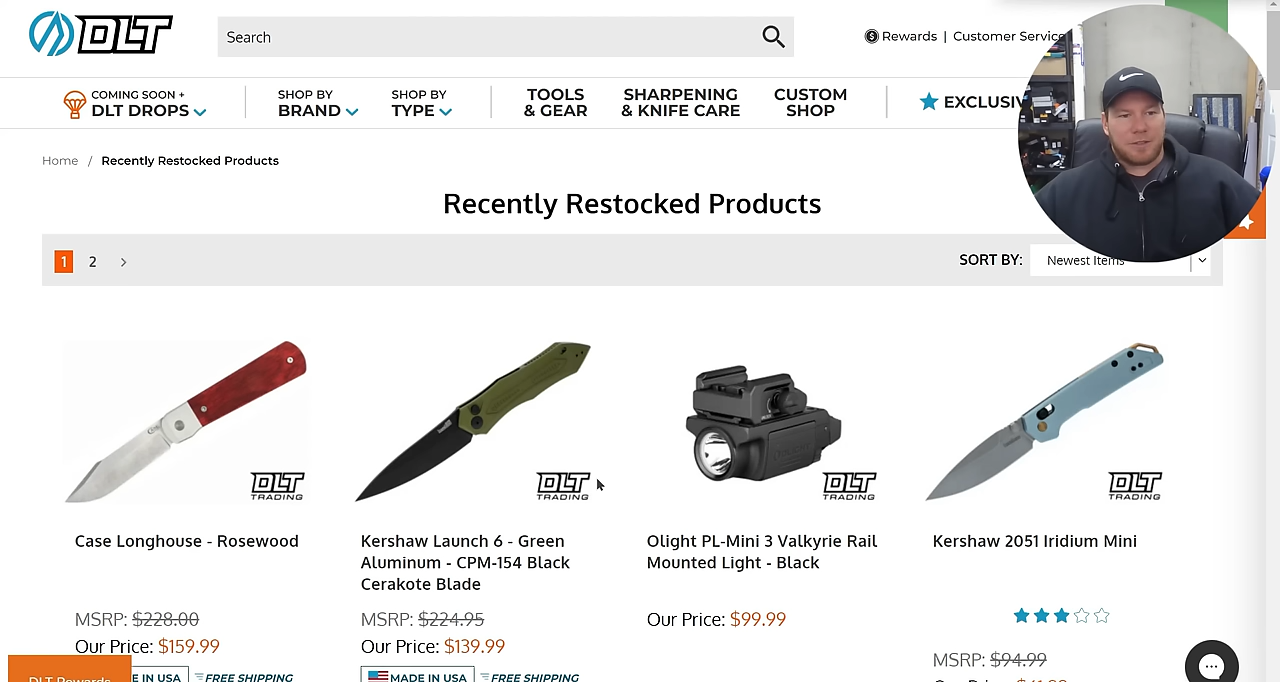 DLT
Search
Rewards | Customer Service
COMING SOON +
DLT DROPS
SHOP BY
BRAND
SHOP BY
TYPE
TOOLS
& GEAR
SHARPENING
& KNIFE CARE
CUSTOM
SHOP
EXCLUSIV
Home / Recently Restocked Products
Recently Restocked Products
1 2 >
SORT BY: Newest Items
DLT
TRADING
DLT
TRADING
DLT
TRADING
DLT
TRADING
Case Longhouse - Rosewood
MSRP: $228.00
Our Price: $159.99
E IN USA FREE SHIPPING
Kershaw Launch 6 - Green
Aluminum - CPM-154 Black
Cerakote Blade
MSRP: $224.95
Our Price: $139.99
MADE IN USA FREE SHIPPING
Olight PL-Mini 3 Valkyrie Rail
Mounted Light - Black
Our Price: $99.99
Kershaw 2051 Iridium Mini
MSRP: $94.99
DLT Rewards